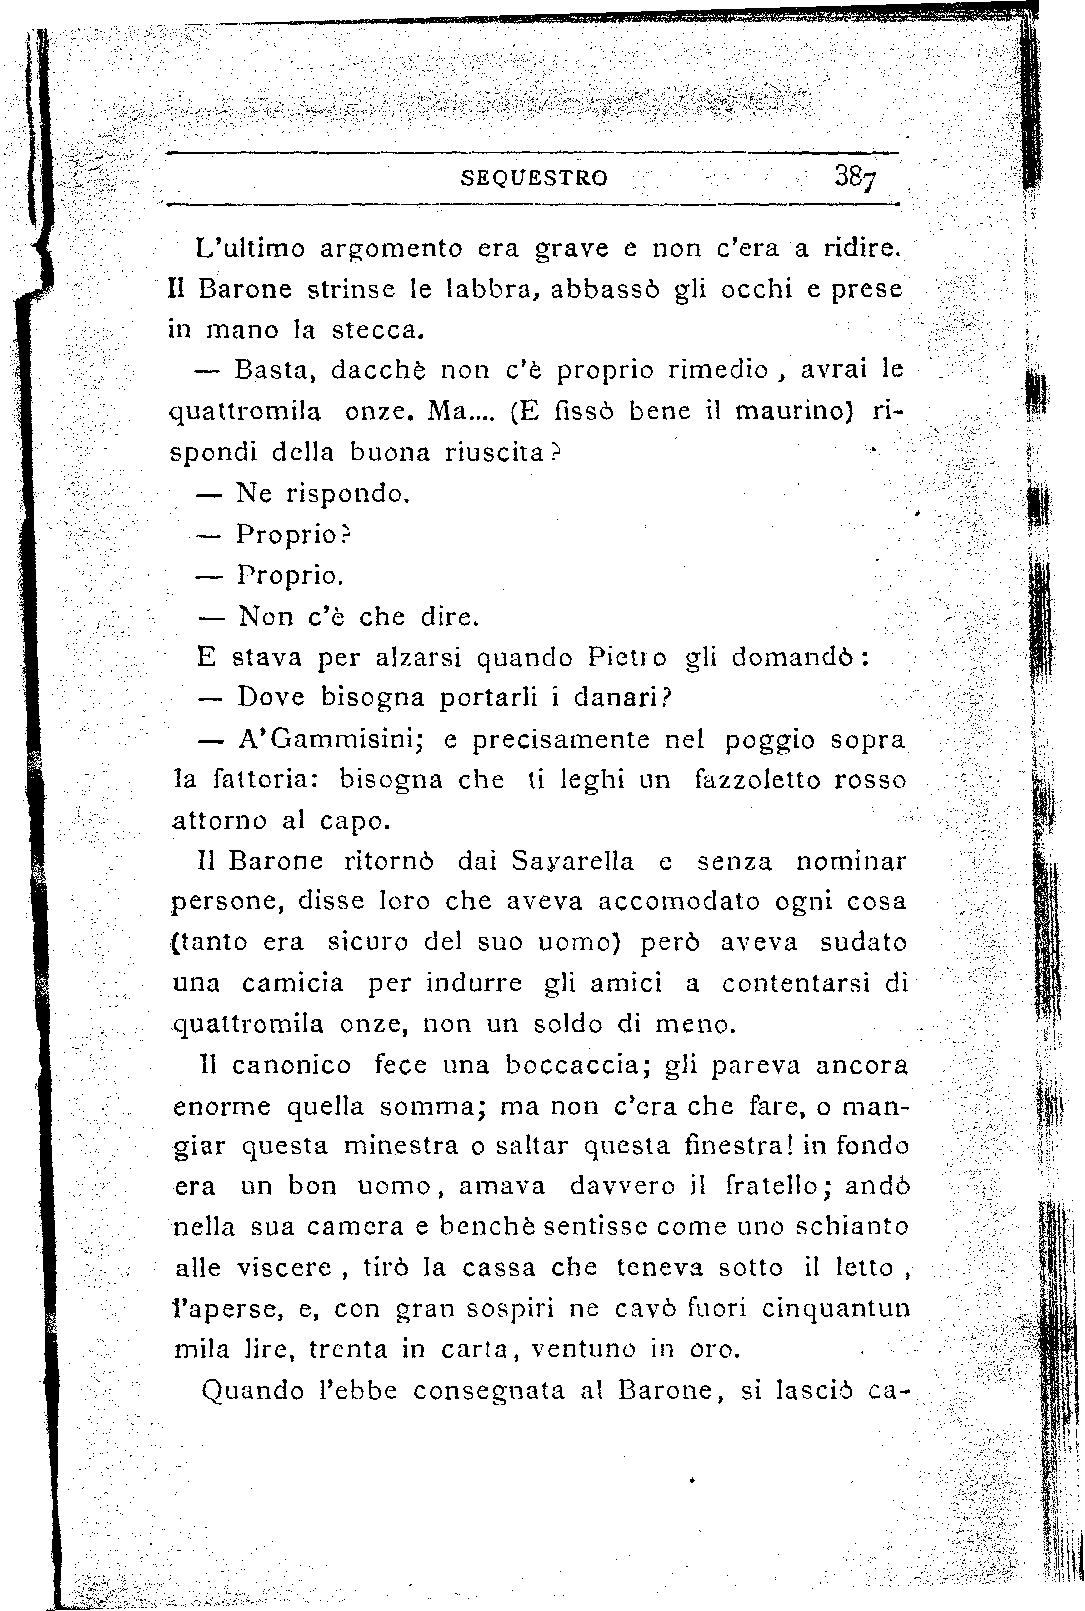 SEQUESTRO 387
L'ultimo argomento era grave e non c'era a ridire.
Il Barone strinse le labbra, abbassò gli occhi e prese
in mano la stecca.
— Basta, dacchè non c'è proprio rimedio, avrai le
quattromila onze. Ma.... (E fissò bene il maurino) ri-
spondi della buona riuscita?
— Ne rispondo.
— Proprio?
— Proprio.
— Non c'è che dire.
E stava per alzarsi quando Pietro gli domandò:
— Dove bisogna portarli i danari?
— A'Gammisini; e precisamente nel poggio sopra
la fattoria: bisogna che ti leghi un fazzoletto rosso
attorno al capo.
Il Barone ritornò dai Savarella e senza nominar
persone, disse loro che aveva accomodato ogni cosa
(tanto era sicuro del suo uomo) però aveva sudato
una camicia per indurre gli amici a contentarsi di
quattromila onze, non un soldo di meno.
Il canonico fece una boccaccia; gli pareva ancora
enorme quella somma; ma non c'era che fare, o man-
giar questa minestra o saltar questa finestra! in fondo
era un bon uomo, amava davvero il fratello; andò
nella sua camera e benchè sentisse come uno schianto
alle viscere, tirò la cassa che teneva sotto il letto,
l'aperse, e, con gran sospiri ne cavò fuori cinquantun
mila lire, trenta in carta, ventuno in oro.
Quando l'ebbe consegnata al Barone, si lasciò ca-